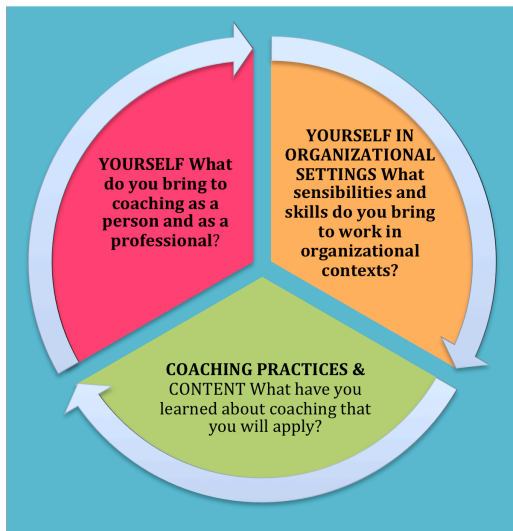 YOURSELF What
do you bring to
coaching as a
person and as a
professional?
YOURSELF IN
ORGANIZATIONAL
SETTINGS What
sensibilities and
skills do you bring
to work in
organizational
contexts?
COACHING PRACTICES &
CONTENT What have you
learned about coaching that
you will apply?